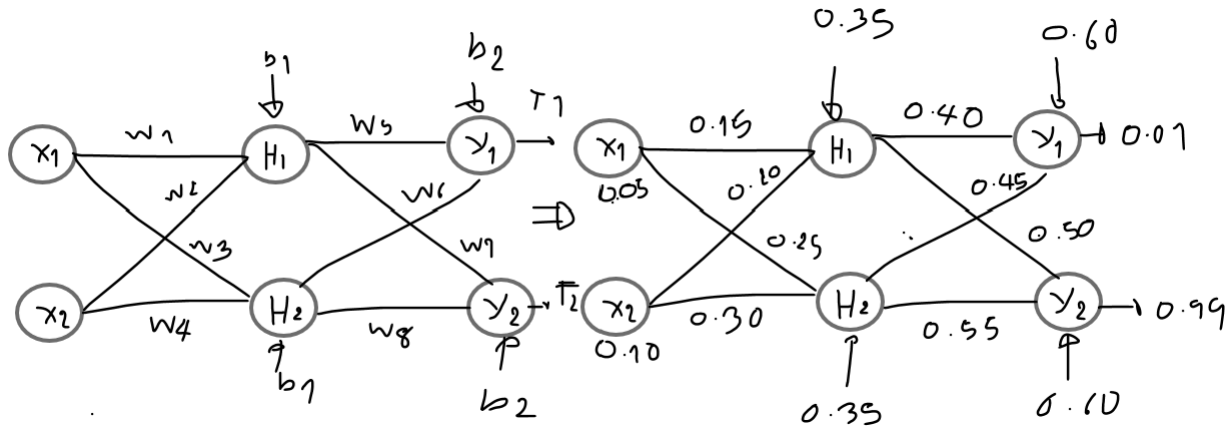 b1 b2 T1
x1 w1 H1 w5 y1
w2 w6
w3 w7
x2 w4 H2 w8 y2 T2
b1 b2
⇒
0.35 0.60
x1 0.15 H1 0.40 y1 0.01
0.05 0.20 0.45
0.25 0.50
x2 0.30 H2 0.55 y2 0.99
0.10
0.35 0.60